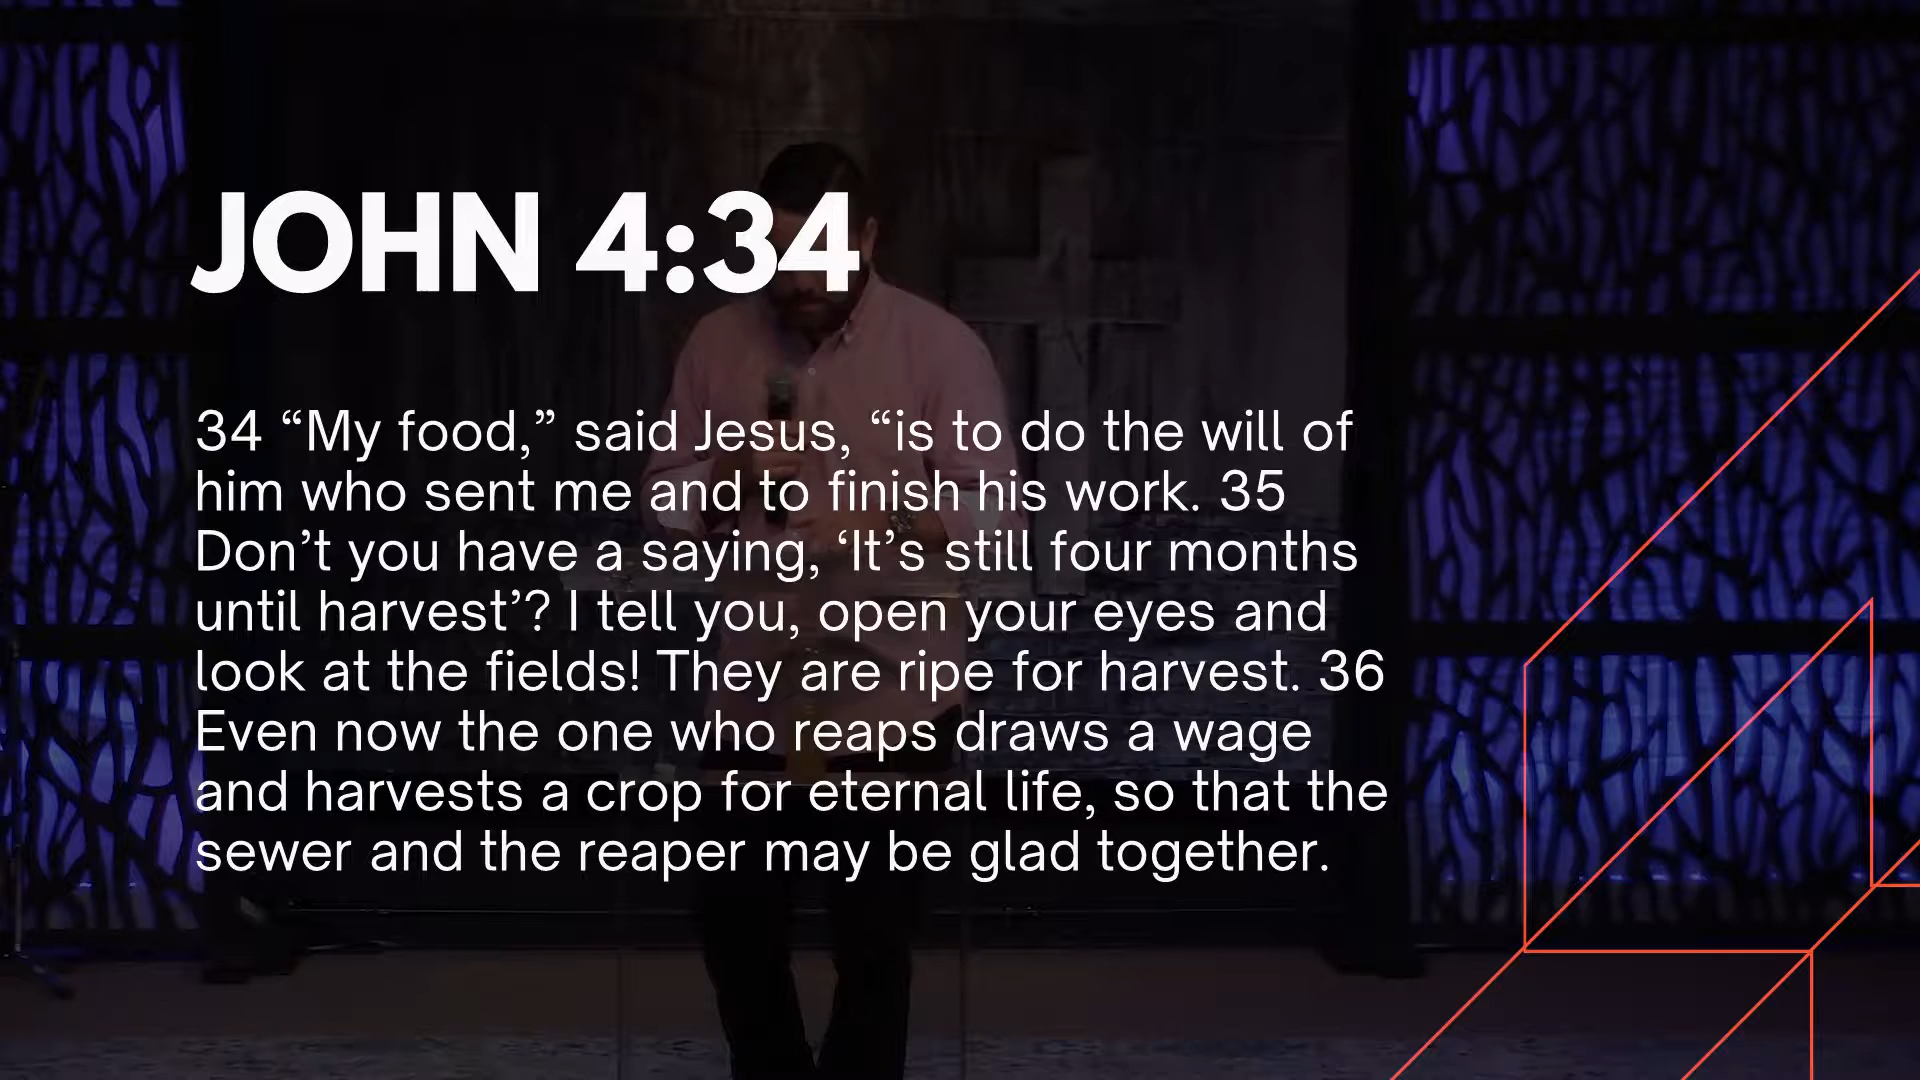 JOHN 4:34
34 “My food,” said Jesus, “is to do the will of
him who sent me and to finish his work. 35
Don’t you have a saying, ‘It’s still four months
until harvest’? I tell you, open your eyes and
look at the fields! They are ripe for harvest. 36
Even now the one who reaps draws a wage
and harvests a crop for eternal life, so that the
sewer and the reaper may be glad together.